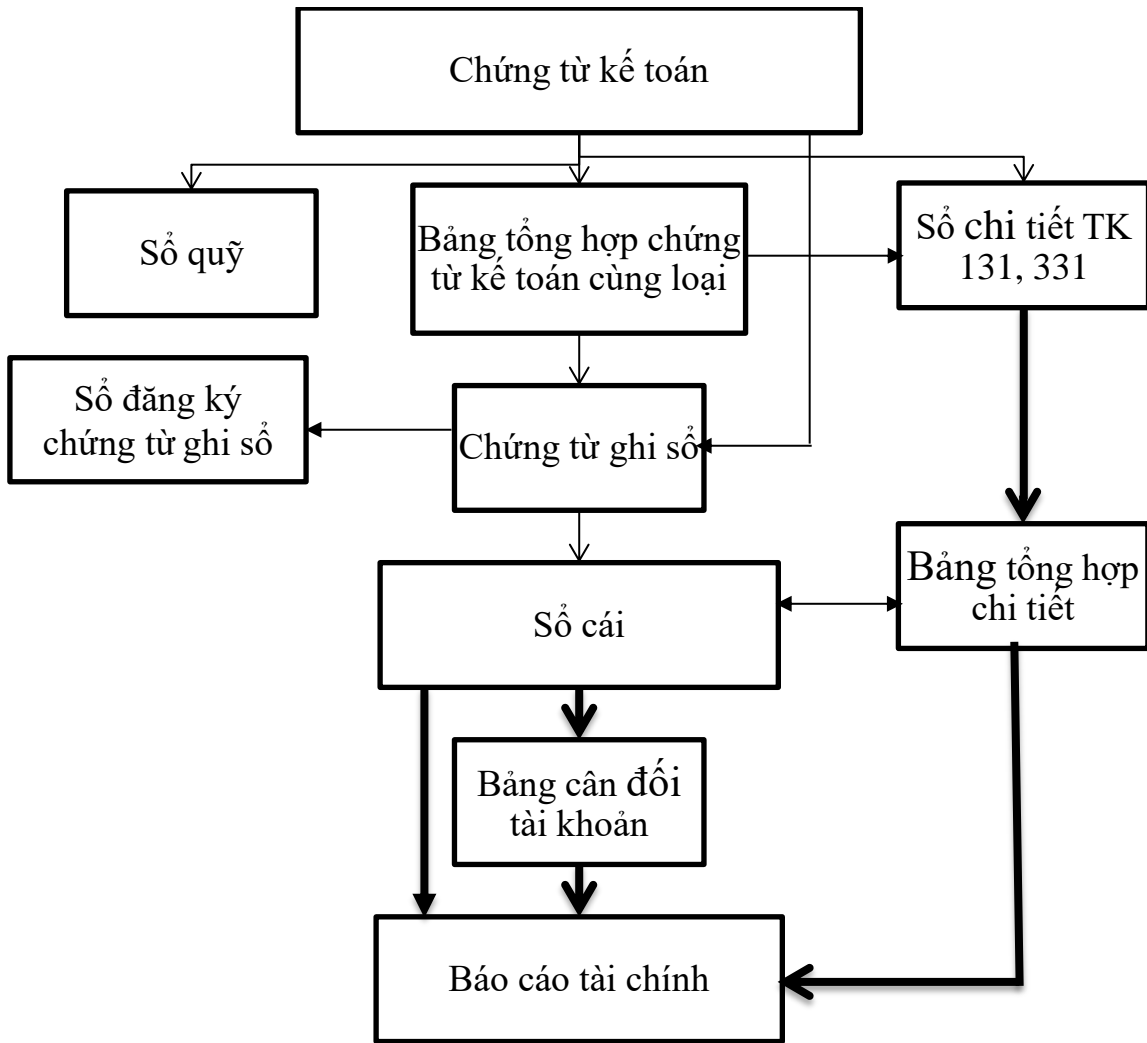 Chứng từ kế toán
Sổ quỹ
Bảng tổng hợp chứng
từ kế toán cùng loại
Sổ chi tiết TK
131, 331
Sổ đăng ký
chứng từ ghi sổ
Chứng từ ghi sổ
Sổ cái
Bảng tổng hợp
chi tiết
Bảng cân đối
tài khoản
Báo cáo tài chính